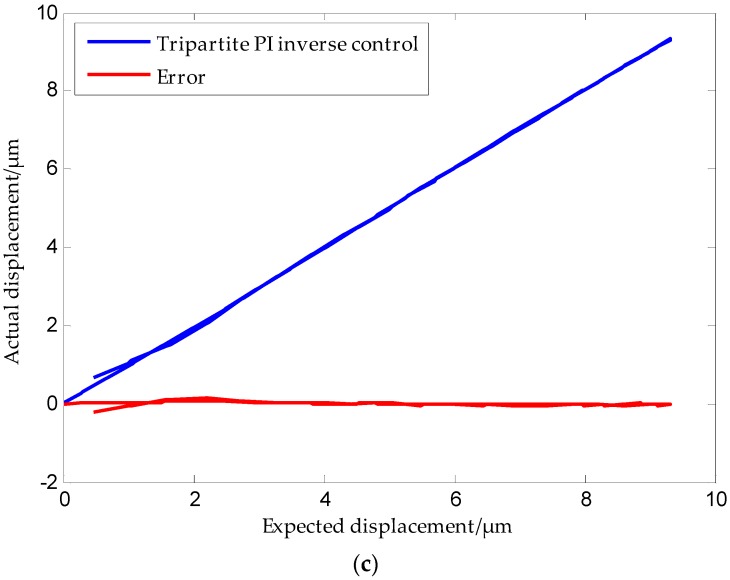 10
8
6
4
2
0
-2
Actual displacement/μm
Tripartite PI inverse control
Error
0
2
4
6
8
10
Expected displacement/μm
(c)